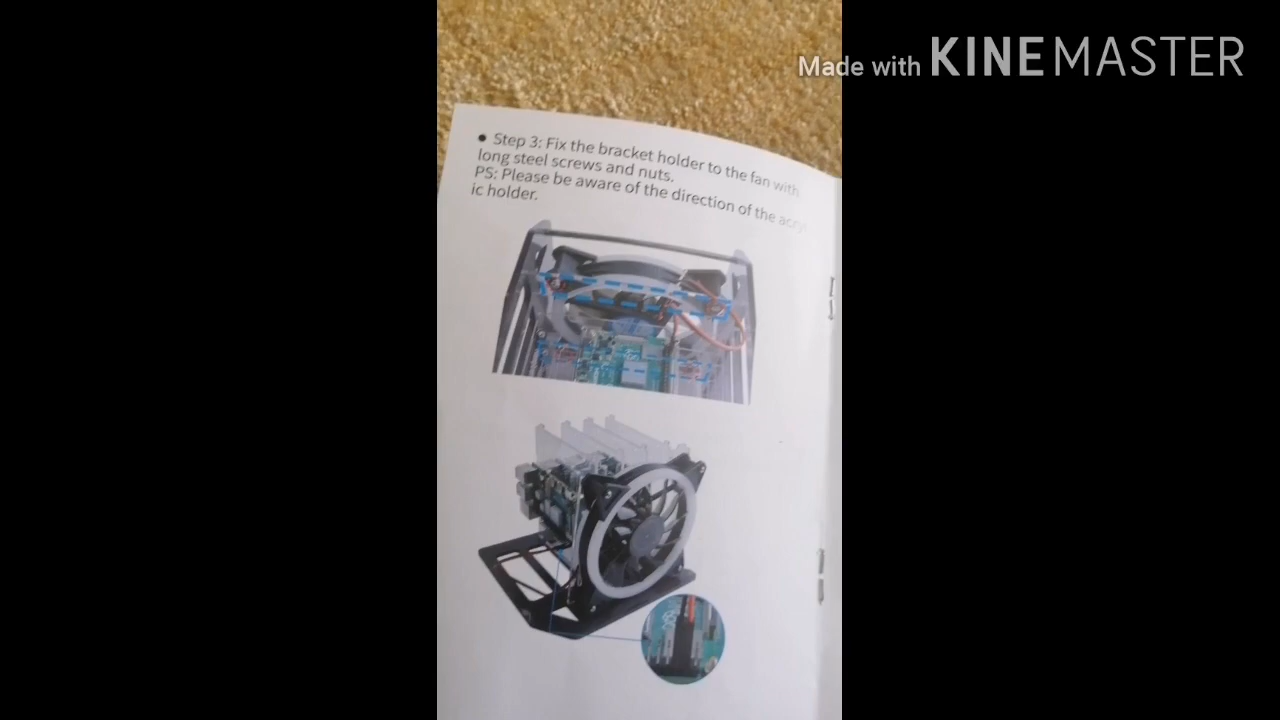 Made with KINEMASTER
• Step 3: Fix the bracket holder to the fan with
long steel screws and nuts.
PS: Please be aware of the direction of the acry
ic holder.